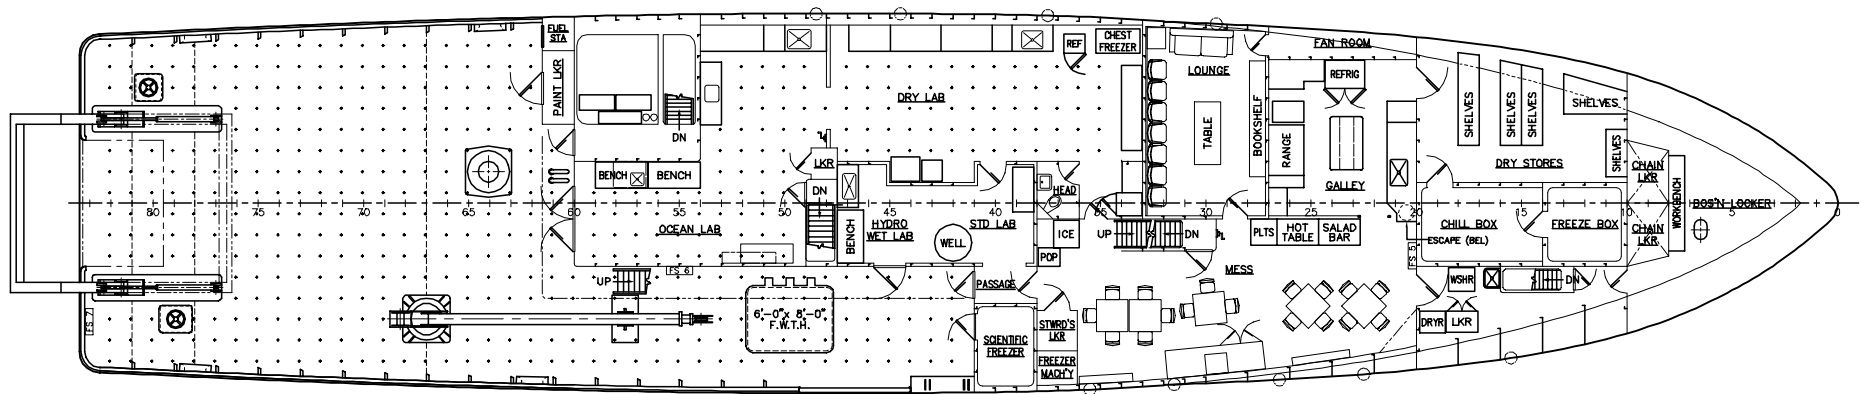 FUEL
STA
PAINT LKR
DN
BENCH
BENCH
OCEAN LAB
FS 6
UP
6'-0"x 8'-0"
F.W.T.H.
FS 7
DRY LAB
REF
CHEST
FREEZER
LKR
DN
BENCH
HYDRO
WET LAB
STD LAB
WELL
HEAD
ICE
POP
PASSAGE
SCIENTIFIC
FREEZER
STWRD'S
LKR
FREEZER
MACH'Y
LOUNGE
TABLE
BOOKSHELF
UP
DN
FAN ROOM
REFRIG
RANGE
GALLEY
PLTS
HOT
TABLE
SALAD
BAR
MESS
SHELVES
SHELVES
SHELVES
SHELVES
SHELVES
DRY STORES
CHILL BOX
ESCAPE (BEL)
FREEZE BOX
FS 5
WSHR
DN
DRYR
LKR
CHAIN
LKR
CHAIN
LKR
WORKBENCH
BOS'N LOCKER
80 75 70 65 60 55 50 45 40 35 30 25 20 15 10 5 0